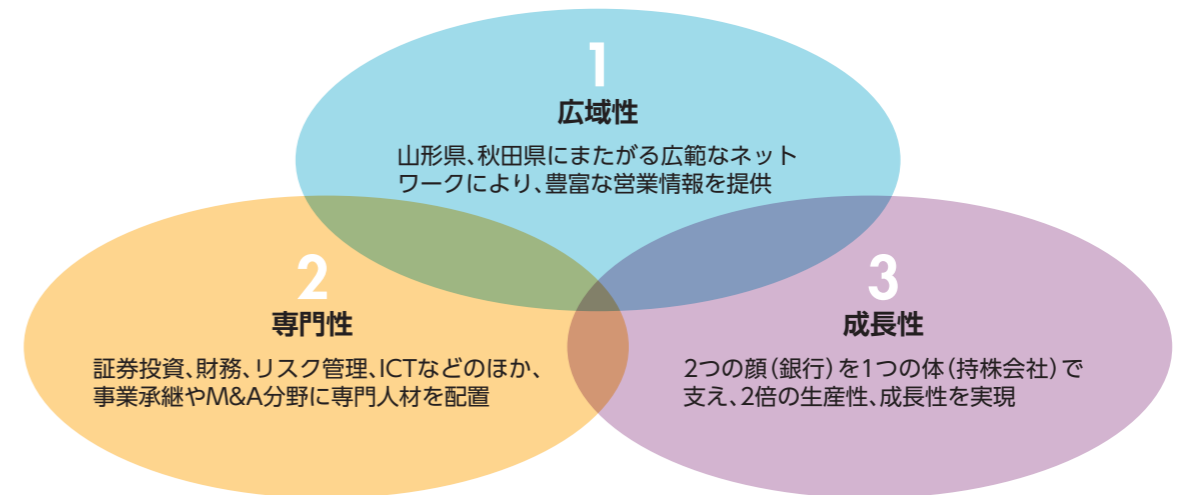 1
広域性
山形県、秋田県にまたがる広範なネット
ワークにより、豊富な営業情報を提供
2
専門性
証券投資、財務、リスク管理、ICTなどのほか、
事業承継やM&A分野に専門人材を配置
3
成長性
2つの顔(銀行)を1つの体(持株会社)で
支え、2倍の生産性、成長性を実現